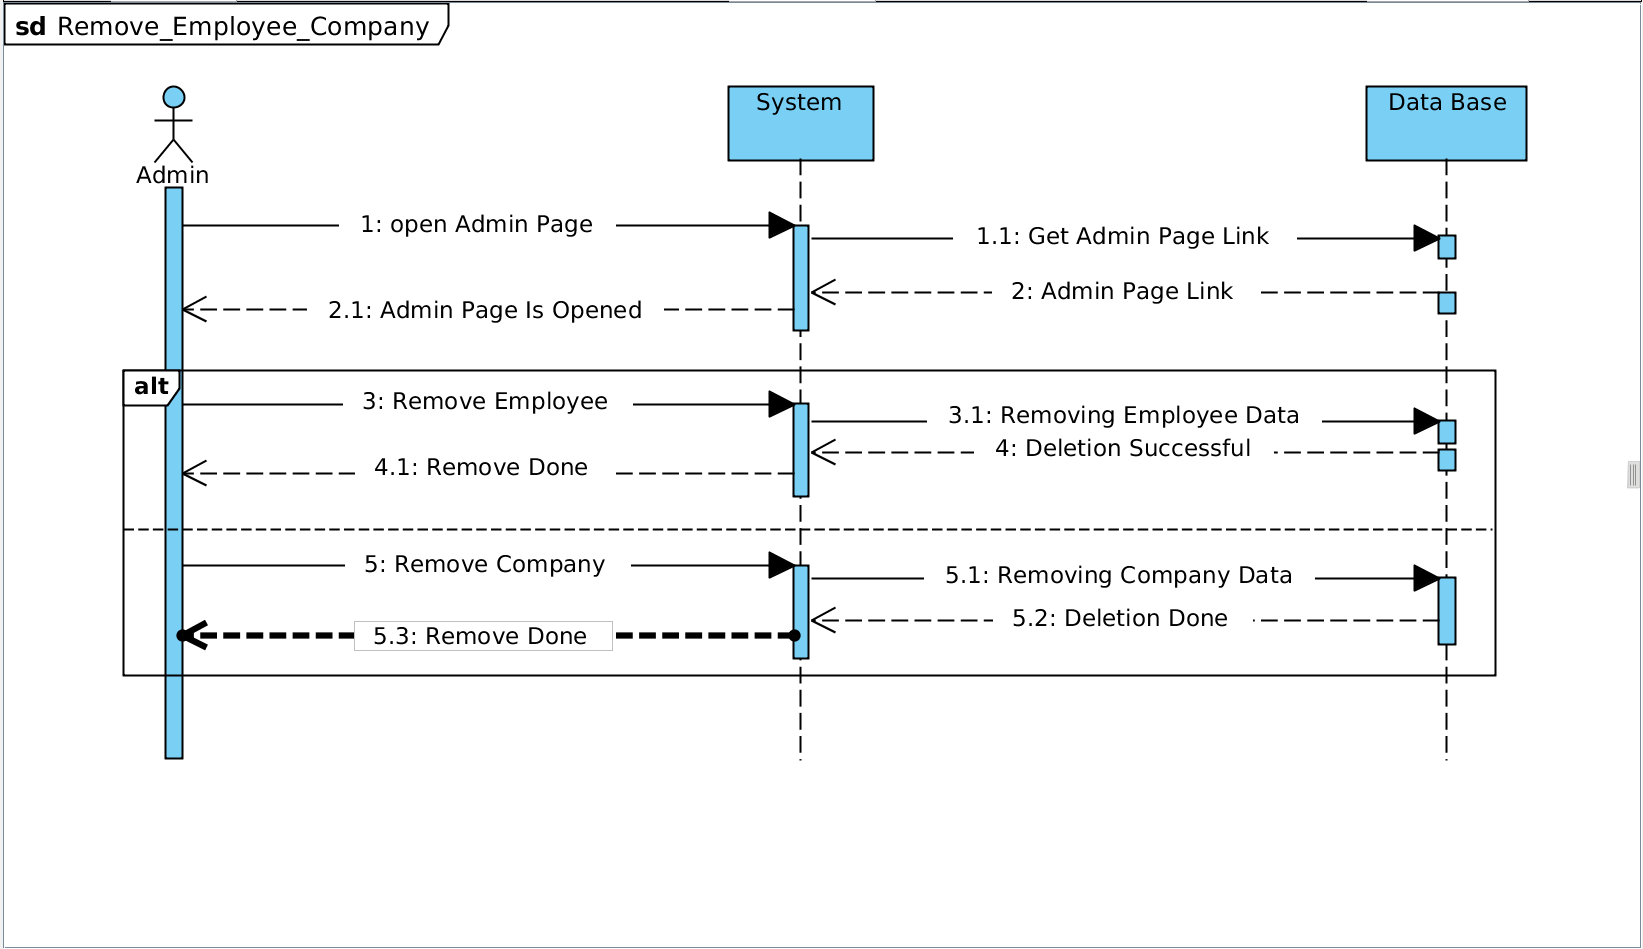 sd Remove_Employee_Company
Admin
System
Data Base
1: open Admin Page
1.1: Get Admin Page Link
2: Admin Page Link
2.1: Admin Page Is Opened
alt
3: Remove Employee
3.1: Removing Employee Data
4: Deletion Successful
4.1: Remove Done
5: Remove Company
5.1: Removing Company Data
5.2: Deletion Done
5.3: Remove Done